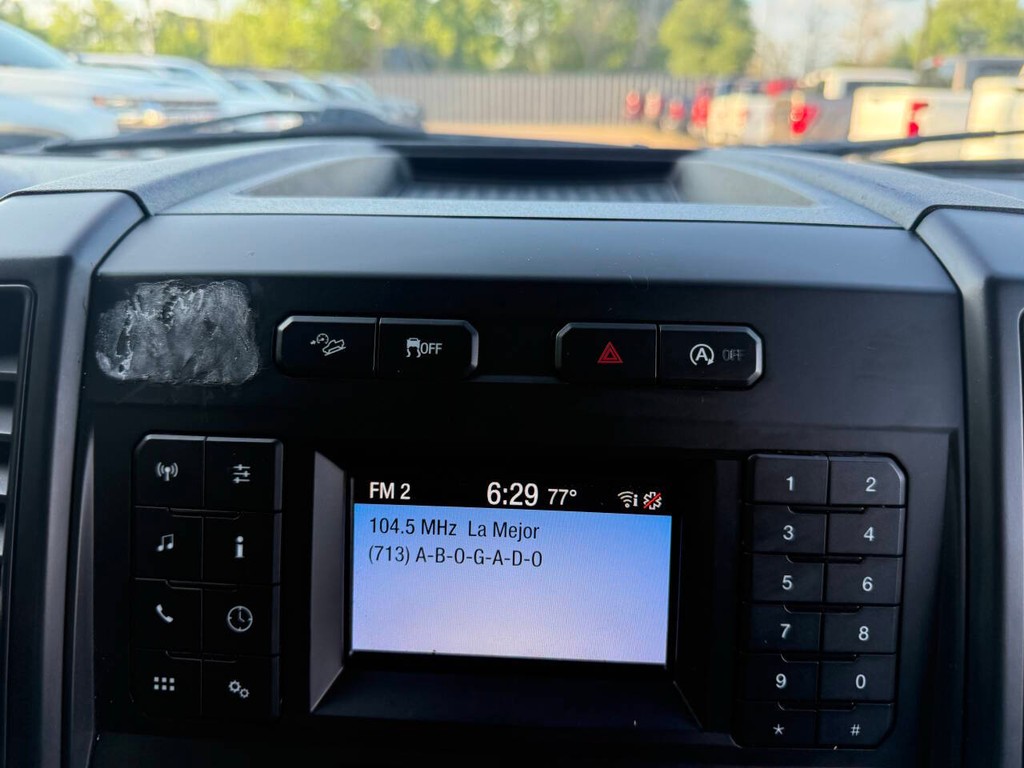 OFF
A OFF
FM 2 6:29 77°
104.5 MHz La Mejor
(713) A-B-O-G-A-D-O
i
1 2
3 4
5 6
7 8
9 0
* #